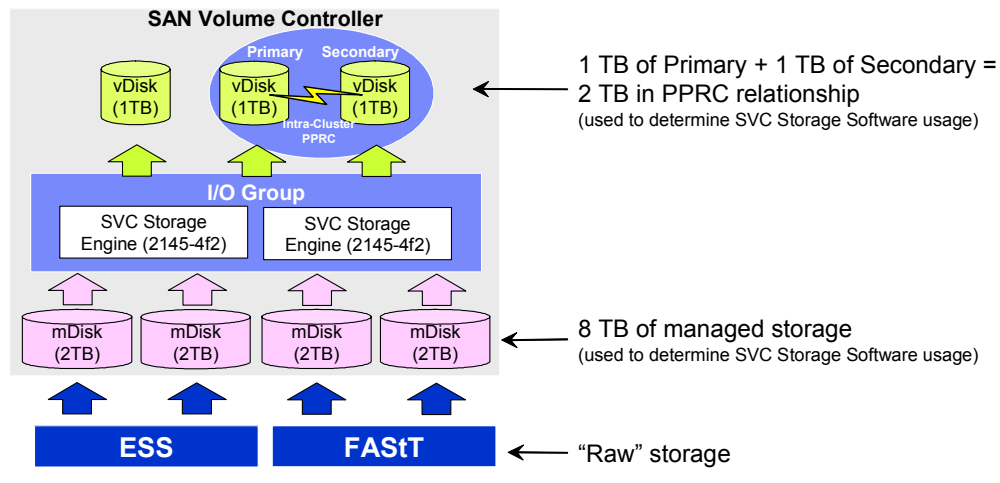 SAN Volume Controller
Primary Secondary
vDisk
(1TB)
vDisk
(1TB)
vDisk
(1TB)
Intra-Cluster
PPRC
1 TB of Primary + 1 TB of Secondary =
2 TB in PPRC relationship
(used to determine SVC Storage Software usage)
I/O Group
SVC Storage
Engine (2145-4f2)
SVC Storage
Engine (2145-4f2)
mDisk
(2TB)
mDisk
(2TB)
mDisk
(2TB)
mDisk
(2TB)
8 TB of managed storage
(used to determine SVC Storage Software usage)
ESS
FAStT
“Raw” storage